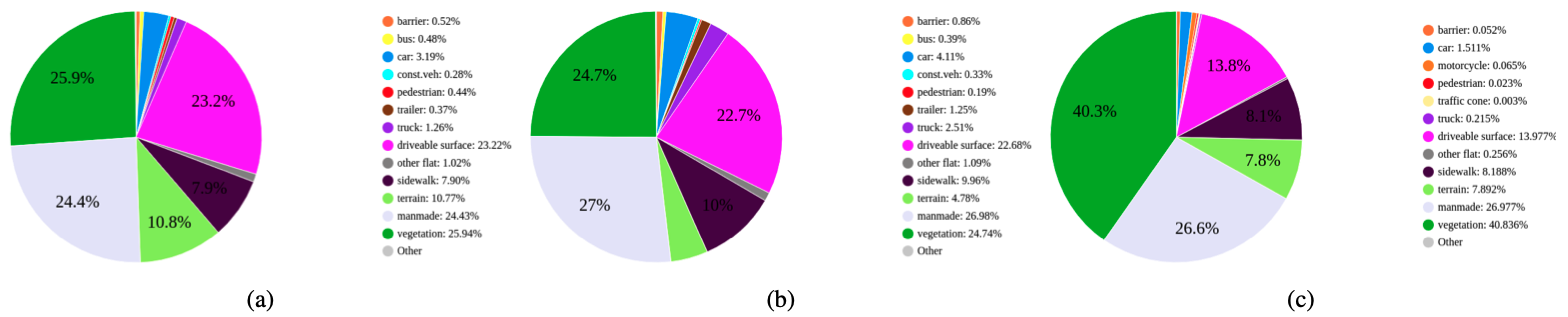 25.9%
23.2%
7.9%
10.8%
24.4%
barrier: 0.52%
bus: 0.48%
car: 3.19%
const.veh: 0.28%
pedestrian: 0.44%
trailer: 0.37%
truck: 1.26%
driveable surface: 23.22%
other flat: 1.02%
sidewalk: 7.90%
terrain: 10.77%
manmade: 24.43%
vegetation: 25.94%
Other
(a)
24.7%
22.7%
10%
27%
barrier: 0.86%
bus: 0.39%
car: 4.11%
const.veh: 0.33%
pedestrian: 0.19%
trailer: 1.25%
truck: 2.51%
driveable surface: 22.68%
other flat: 1.09%
sidewalk: 9.96%
terrain: 4.78%
manmade: 26.98%
vegetation: 24.74%
Other
(b)
40.3%
13.8%
8.1%
7.8%
26.6%
barrier: 0.052%
car: 1.511%
motorcycle: 0.065%
pedestrian: 0.023%
traffic cone: 0.003%
truck: 0.215%
driveable surface: 13.977%
other flat: 0.256%
sidewalk: 8.188%
terrain: 7.892%
manmade: 26.977%
vegetation: 40.836%
Other
(c)